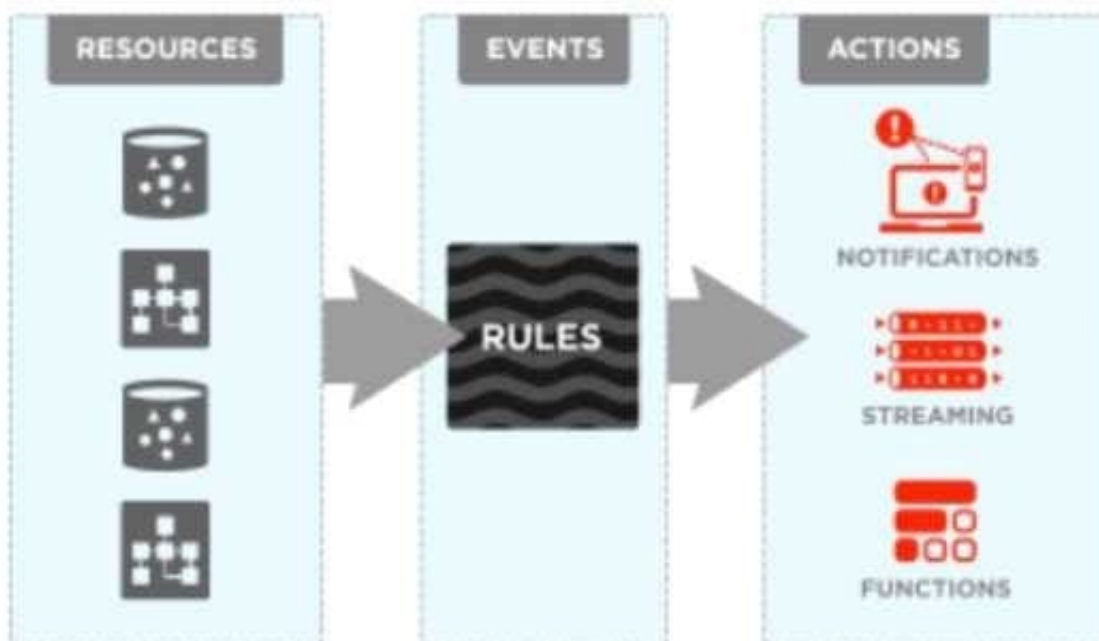 RESOURCES
EVENTS
ACTIONS
NOTIFICATIONS
RULES
STREAMING
FUNCTIONS